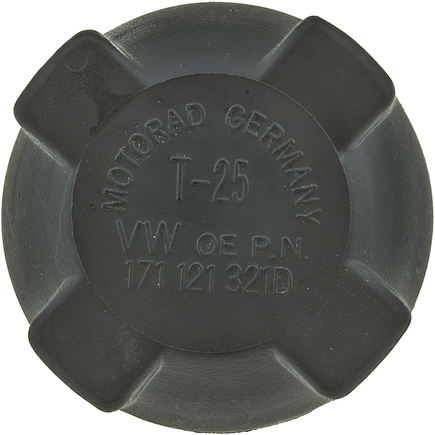 MOTORAD GERMANY
T-25
VW OE P.N.
171 121 321D